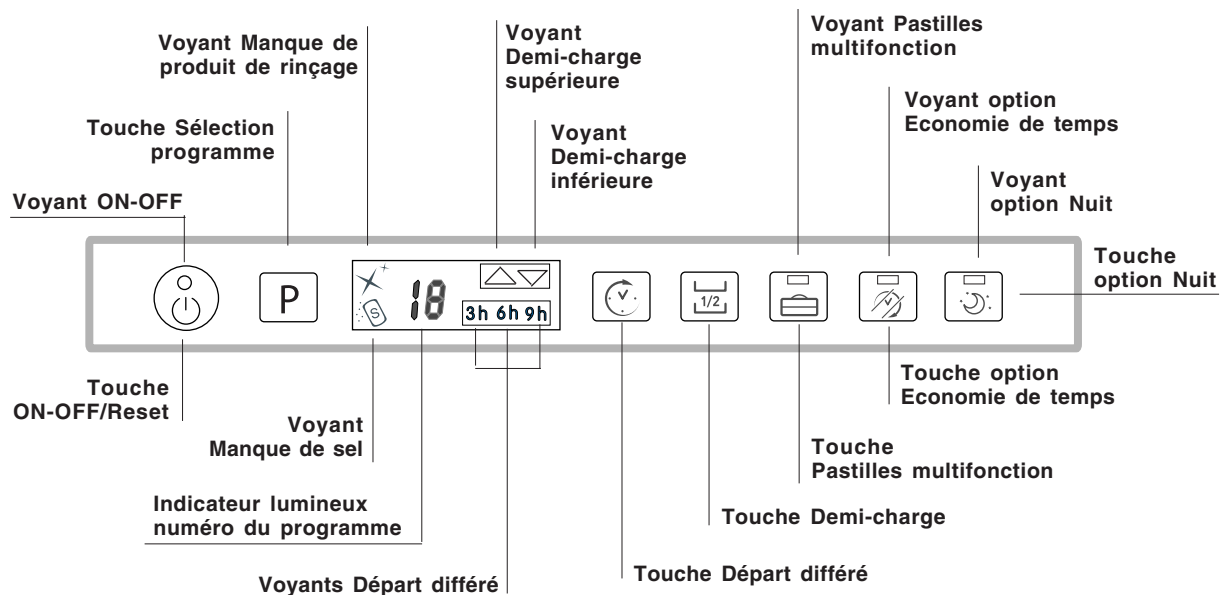 Voyant Manque de
produit de rinçage
Voyant
Demi-charge
supérieure
Voyant Pastilles
multifonction
Touche Sélection
programme
Voyant
Demi-charge
inférieure
Voyant option
Economie de temps
Voyant ON-OFF
Voyant
option Nuit
Touche
option Nuit
P
S
18
3h 6h 9h
1/2
Touche
ON-OFF/Reset
Voyant
Manque de sel
Indicateur lumineux
numéro du programme
Voyants Départ différé
Touche Départ différé
Touche Demi-charge
Touche
Pastilles multifonction
Touche option
Economie de temps